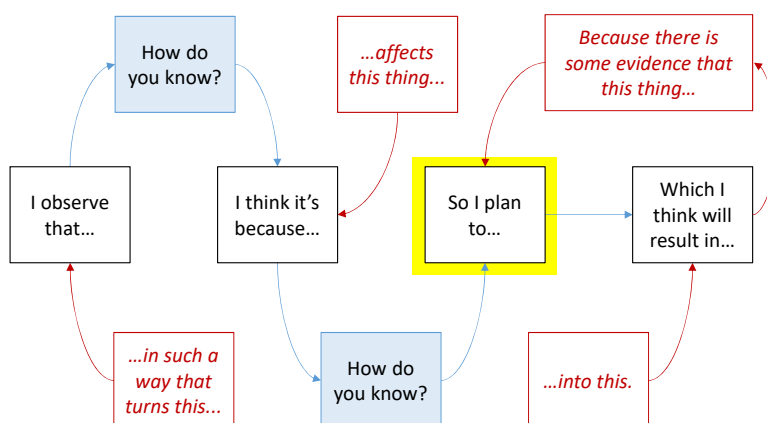 How do
you know?
…affects
this thing…
Because there is
some evidence that
this thing…
I observe
that…
I think it's
because…
So I plan
to…
Which I
think will
result in…
…in such a
way that
turns this...
How do
you know?
…into this.